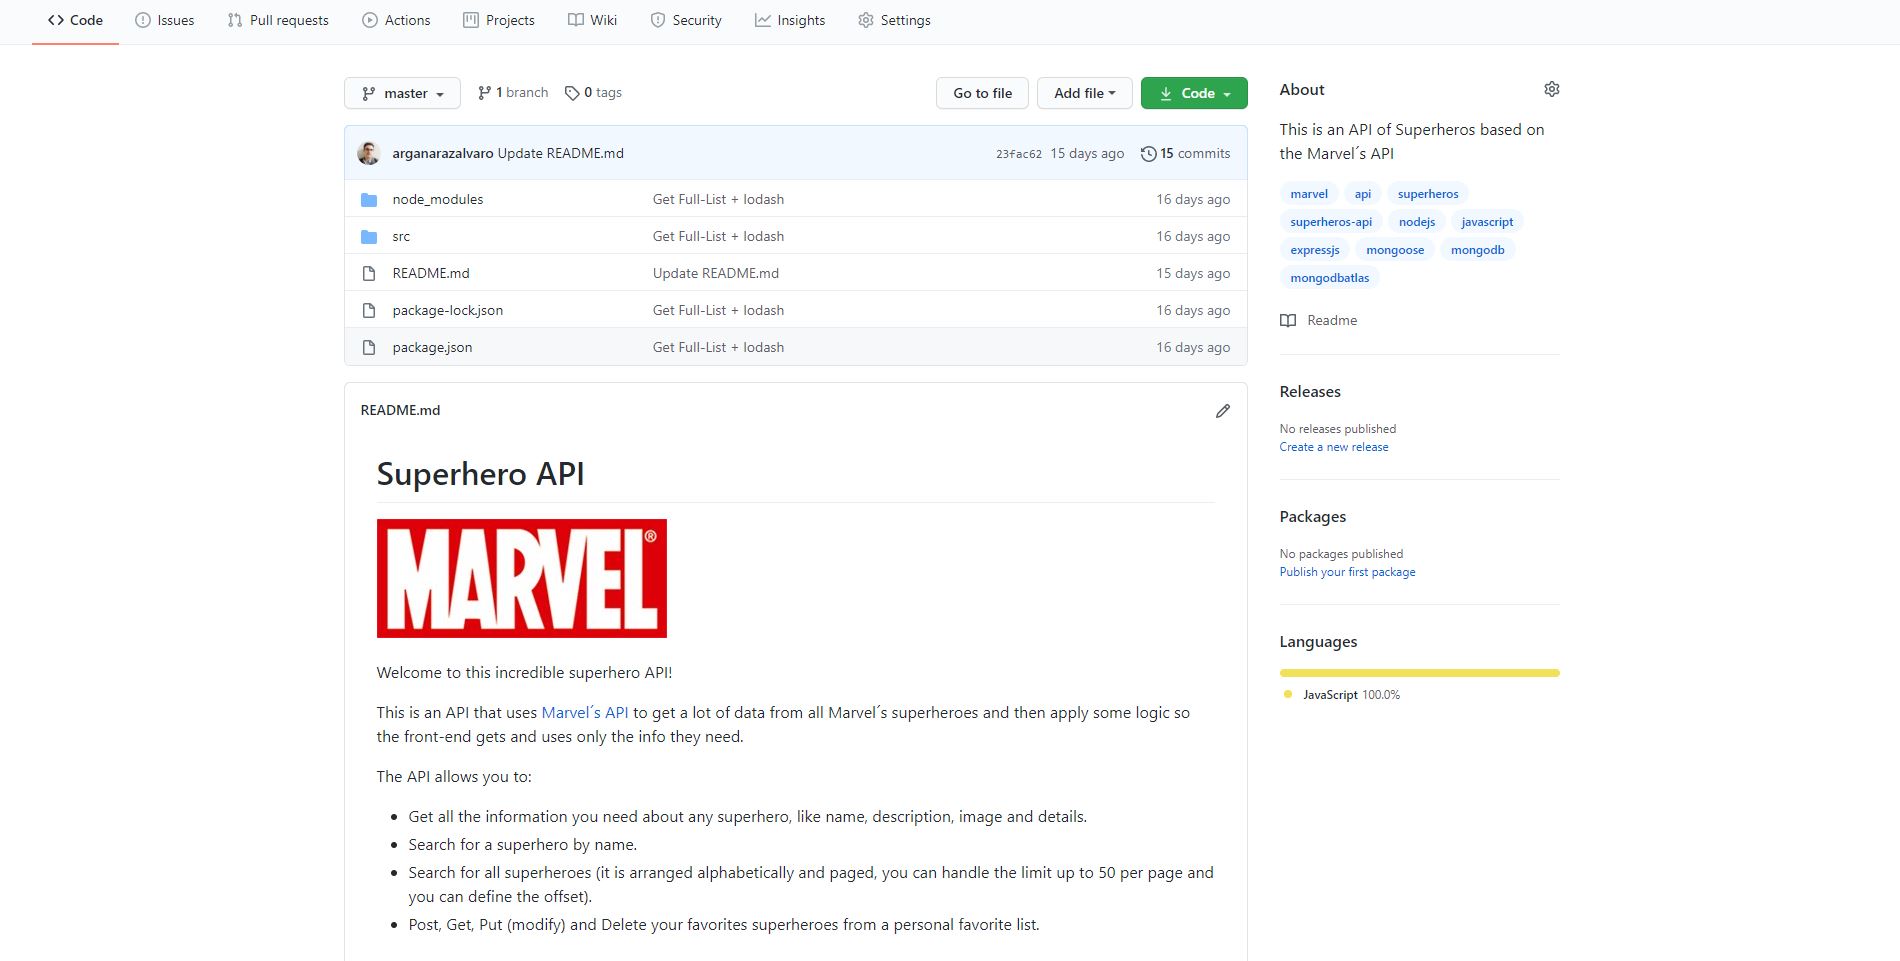 Code Issues Pull requests Actions Projects Wiki Security Insights Settings
master 1 branch 0 tags Go to file Add file Code
arganarazalvaro Update README.md 23fac62 15 days ago 15 commits
node_modules Get Full-List + lodash 16 days ago
src Get Full-List + lodash 16 days ago
README.md Update README.md 15 days ago
package-lock.json Get Full-List + lodash 16 days ago
package.json Get Full-List + lodash 16 days ago
README.md
Superhero API
MARVEL®
Welcome to this incredible superhero API!
This is an API that uses Marvel´s API to get a lot of data from all Marvel´s superheroes and then apply some logic so
the front-end gets and uses only the info they need.
The API allows you to:
• Get all the information you need about any superhero, like name, description, image and details.
• Search for a superhero by name.
• Search for all superheroes (it is arranged alphabetically and paged, you can handle the limit up to 50 per page and
you can define the offset).
• Post, Get, Put (modify) and Delete your favorites superheroes from a personal favorite list.
About
This is an API of Superheros based on
the Marvel´s API
marvel api superheros
superheros-api nodejs javascript
expressjs mongoose mongodb
mongodbatlas
Readme
Releases
No releases published
Create a new release
Packages
No packages published
Publish your first package
Languages
JavaScript 100.0%